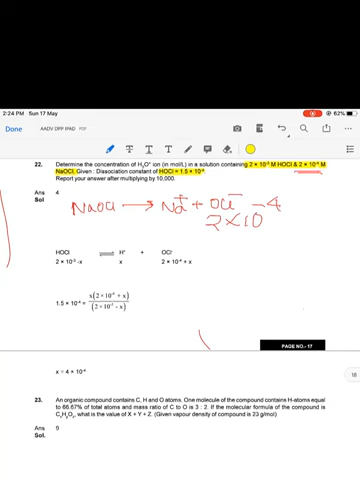 2:24 PM Sun 17 May
62%
Done
AADV DPP IPAD
PDF
22. Determine the concentration of H₃O⁺ ion (in mol/L) in a solution containing 2 × 10⁻³ M HOCl & 2 × 10⁻⁴ M
NaOCl. Given : Dissociation constant of HOCl = 1.5 × 10⁻⁴.
Report your answer after multiplying by 10,000.
Ans 4
Sol
NaOCl → Na⁺ + OCl⁻
2 × 10⁻⁴
HOCl ⇌ H⁺ + OCl⁻
2 × 10⁻³ -x x 2 × 10⁻⁴ + x
1.5 × 10⁻⁴ = x(2 × 10⁻⁴ + x) / (2 × 10⁻³ - x)
PAGE NO.- 17
18
23. An organic compound contains C, H and O atoms. One molecule of the compound contains H-atoms equal
to 66.67% of total atoms and mass ratio of C to O is 3 : 2. If the molecular formula of the compound is
CₓHᵧO_z, what is the value of X + Y + Z. (Given vapour density of compound is 23 g/mol)
Ans 9
Sol.